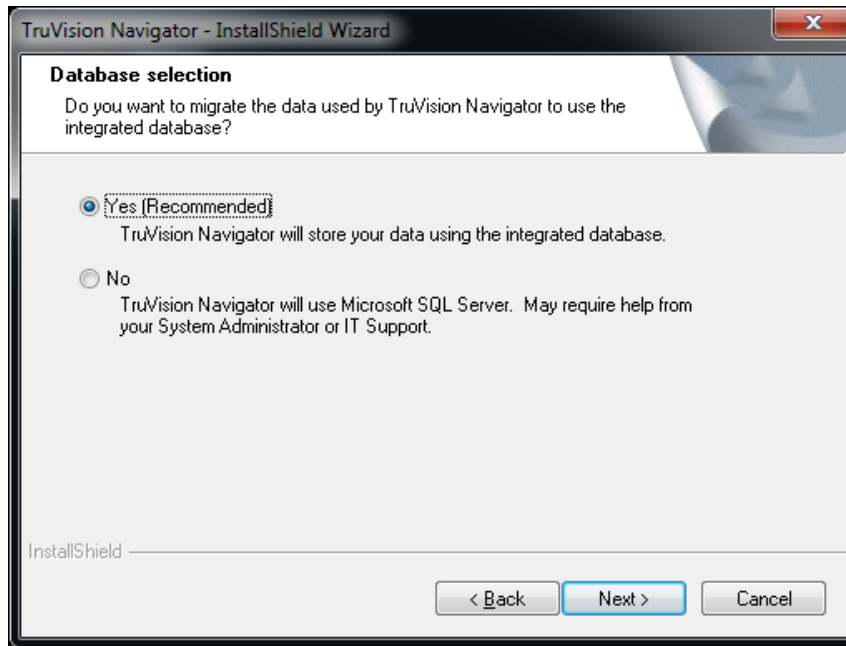 TruVision Navigator - InstallShield Wizard
Database selection
Do you want to migrate the data used by TruVision Navigator to use the
integrated database?
Yes (Recommended)
TruVision Navigator will store your data using the integrated database.
No
TruVision Navigator will use Microsoft SQL Server.  May require help from
your System Administrator or IT Support.
InstallShield
< Back
Next >
Cancel